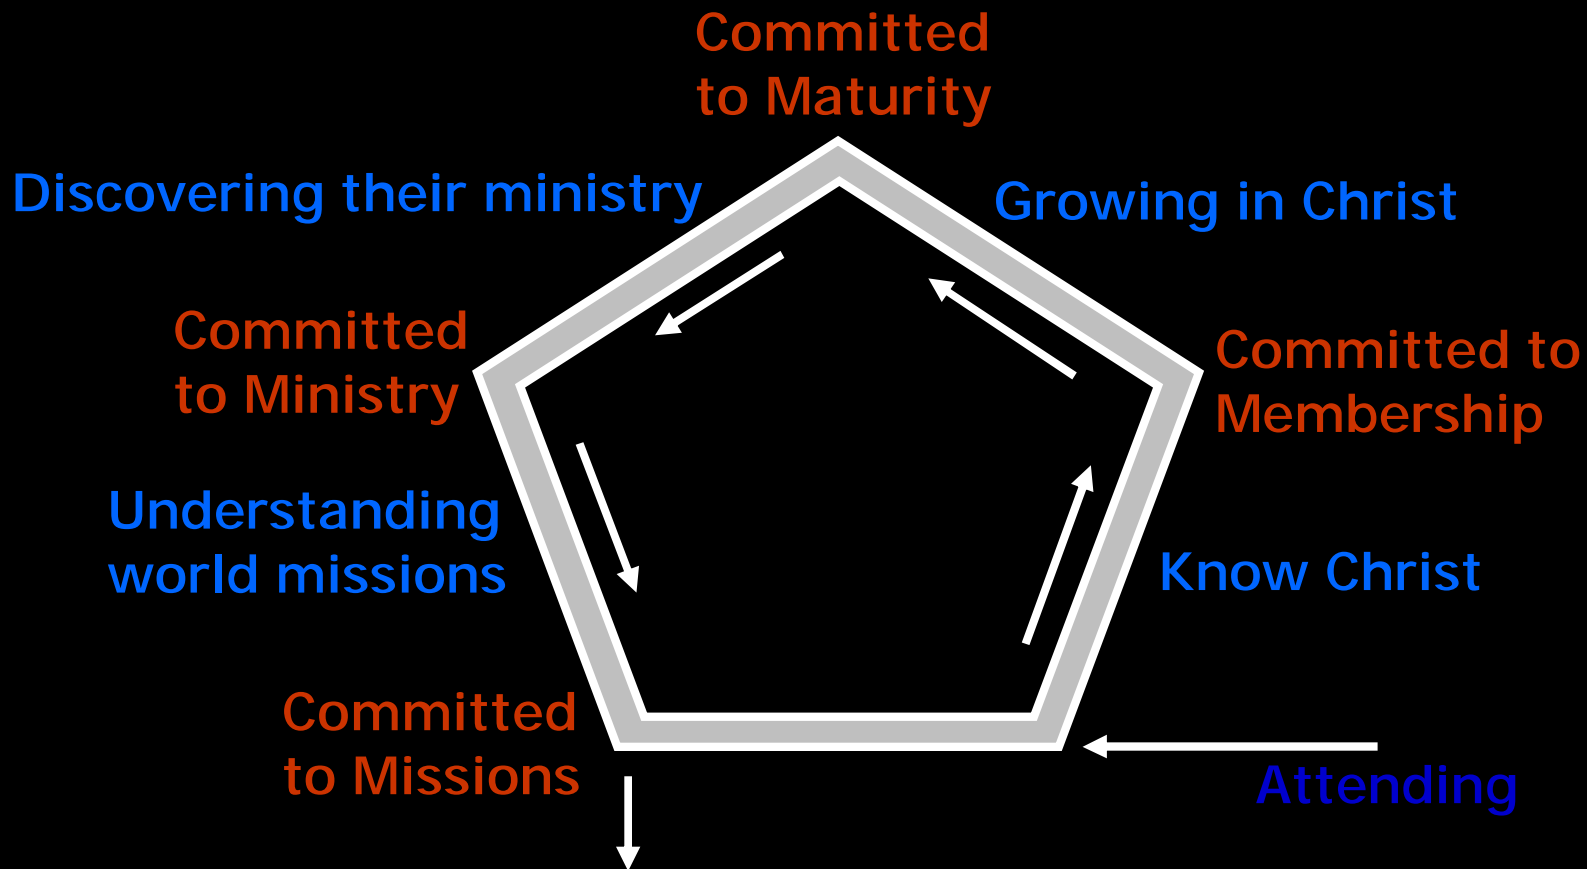 Committed
to Maturity
Discovering their ministry
Growing in Christ
Committed
to Ministry
Committed to
Membership
Understanding
world missions
Know Christ
Committed
to Missions
Attending